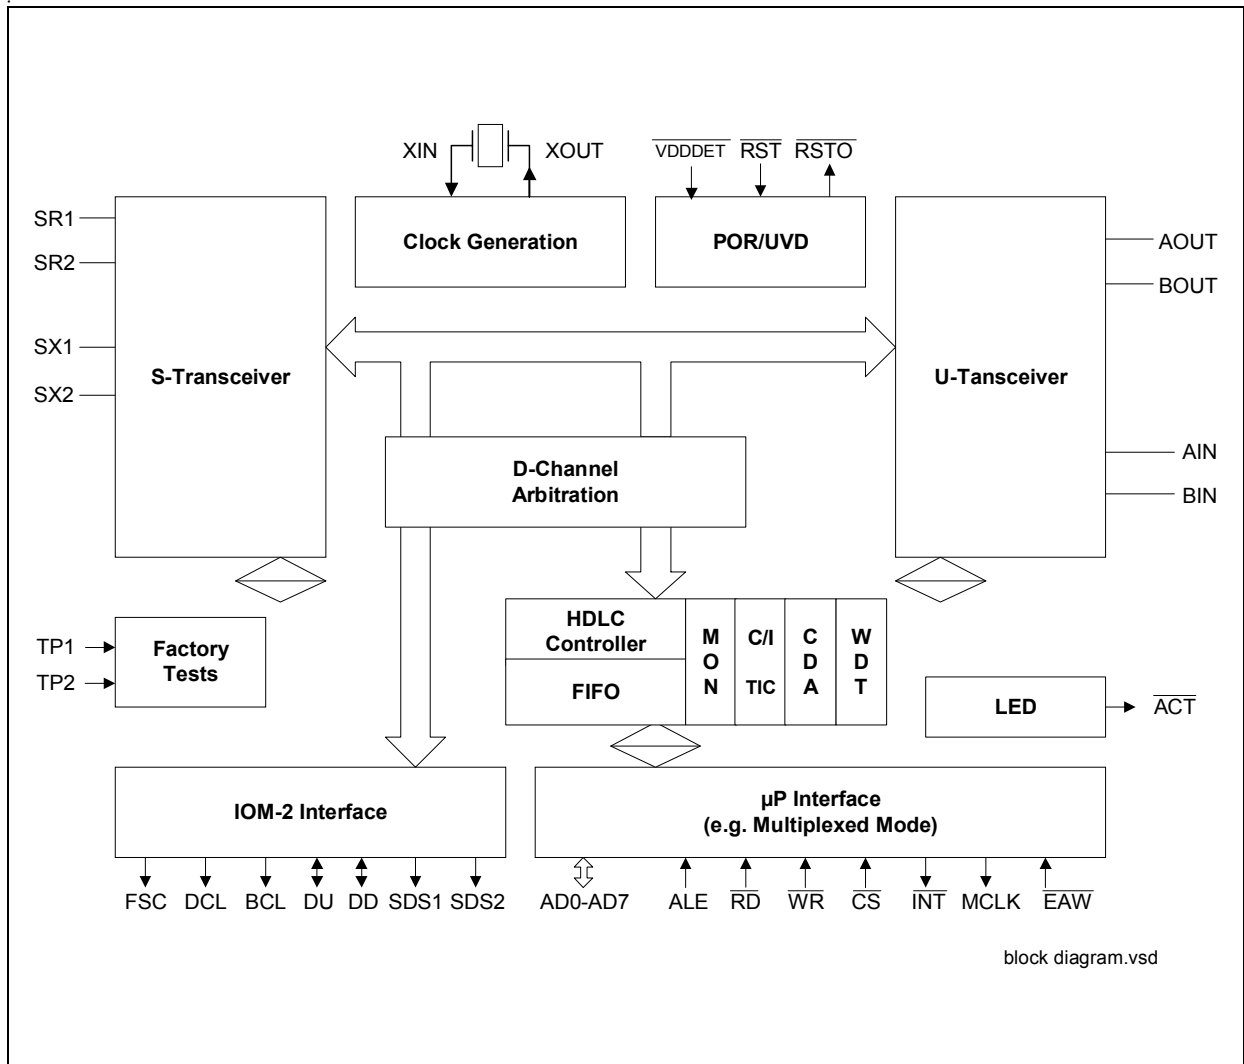 XIN
XOUT
VDDDET
RST
RSTO
SR1
SR2
SX1
SX2
S-Transceiver
Clock Generation
POR/UVD
U-Tansceiver
AOUT
BOUT
AIN
BIN
D-Channel
Arbitration
TP1
TP2
Factory
Tests
HDLC
Controller
FIFO
MON
C/I
TIC
CDA
WDT
LED
ACT
IOM-2 Interface
µP Interface
(e.g. Multiplexed Mode)
FSC
DCL
BCL
DU
DD
SDS1
SDS2
AD0-AD7
ALE
RD
WR
CS
INT
MCLK
EAW
block diagram.vsd